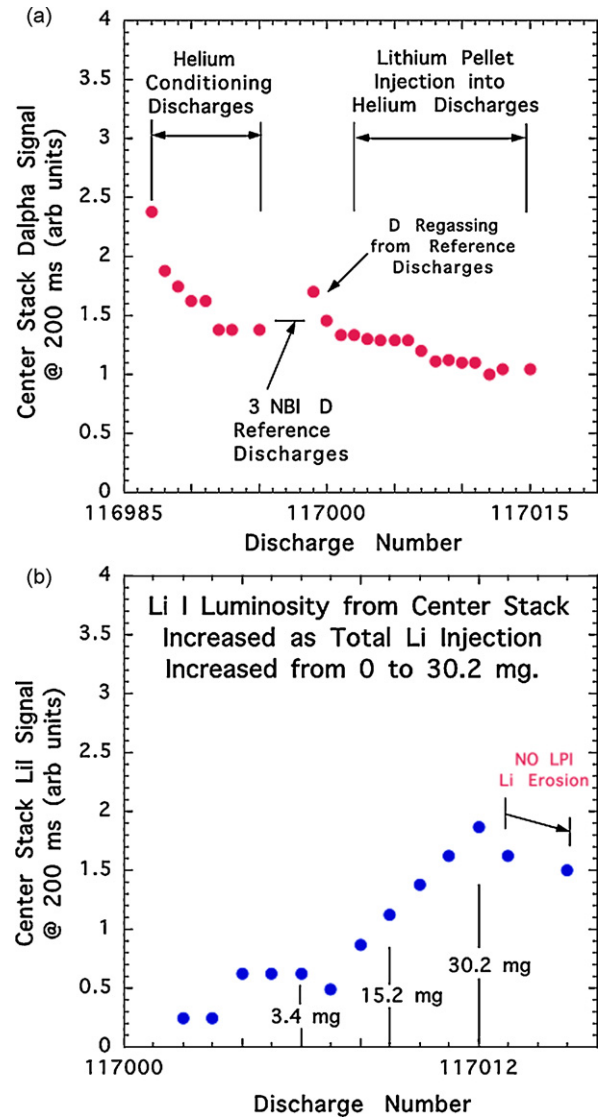 (a)
Center Stack Dalpha Signal
@ 200 ms (arb units)
4
3.5
3
2.5
2
1.5
1
0.5
0
Helium
Conditioning
Discharges
Lithium Pellet
Injection into
Helium Discharges
D Regassing
from Reference
Discharges
3 NBI D
Reference
Discharges
116985
117000
117015
Discharge Number
(b)
Center Stack LiI Signal
@ 200 ms (arb units)
4
3.5
3
2.5
2
1.5
1
0.5
0
Li I Luminosity from Center Stack
Increased as Total Li Injection
Increased from 0 to 30.2 mg.
NO LPI
Li Erosion
3.4 mg
15.2 mg
30.2 mg
117000
117012
Discharge Number